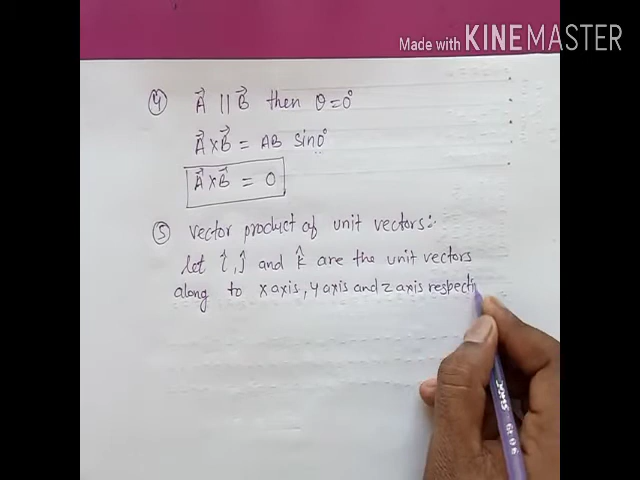 Made with KINEMASTER
④ A⃗ || B⃗ then θ = 0°
A⃗ × B⃗ = AB sin0°
A⃗ × B⃗ = 0
⑤ Vector product of unit vectors:-
let î, ĵ and k̂ are the unit vectors
along to x axis, y axis and z axis respecti